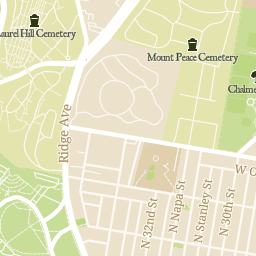 Laurel Hill Cemetery
Mount Peace Cemetery
Ridge Ave
N 32nd St
N Napa St
N Stanley St
N 30th St